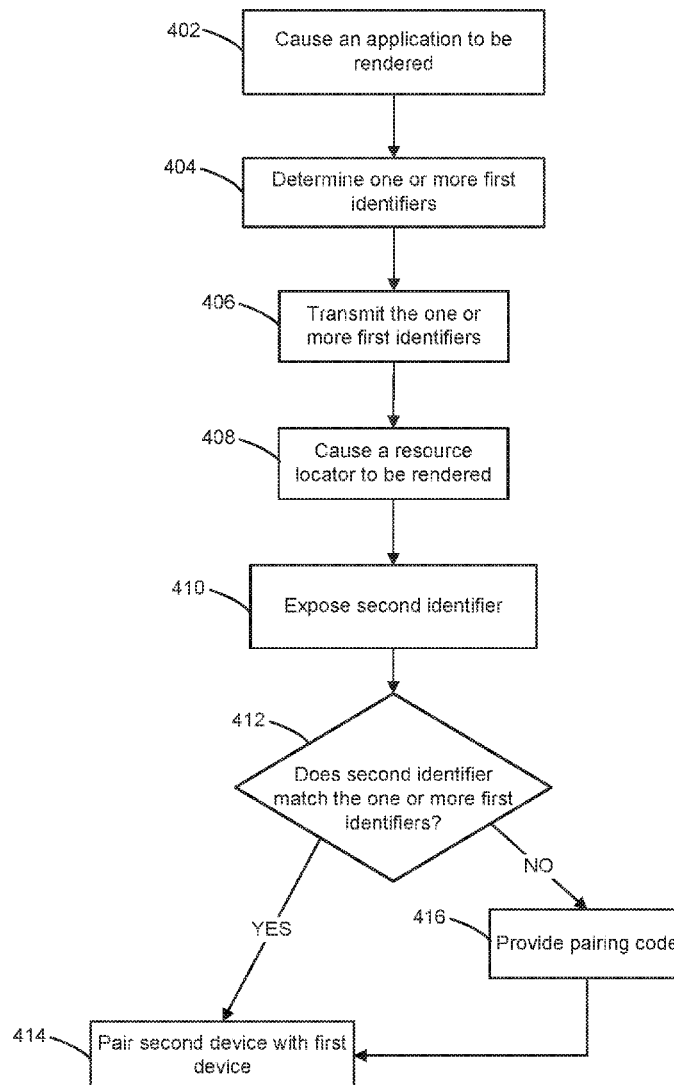 402
Cause an application to be
rendered
404
Determine one or more first
identifiers
406
Transmit the one or
more first identifiers
408
Cause a resource
locator to be rendered
410
Expose second identifier
412
Does second identifier
match the one or more first
identifiers?
NO
YES
416
Provide pairing code
414
Pair second device with first
device